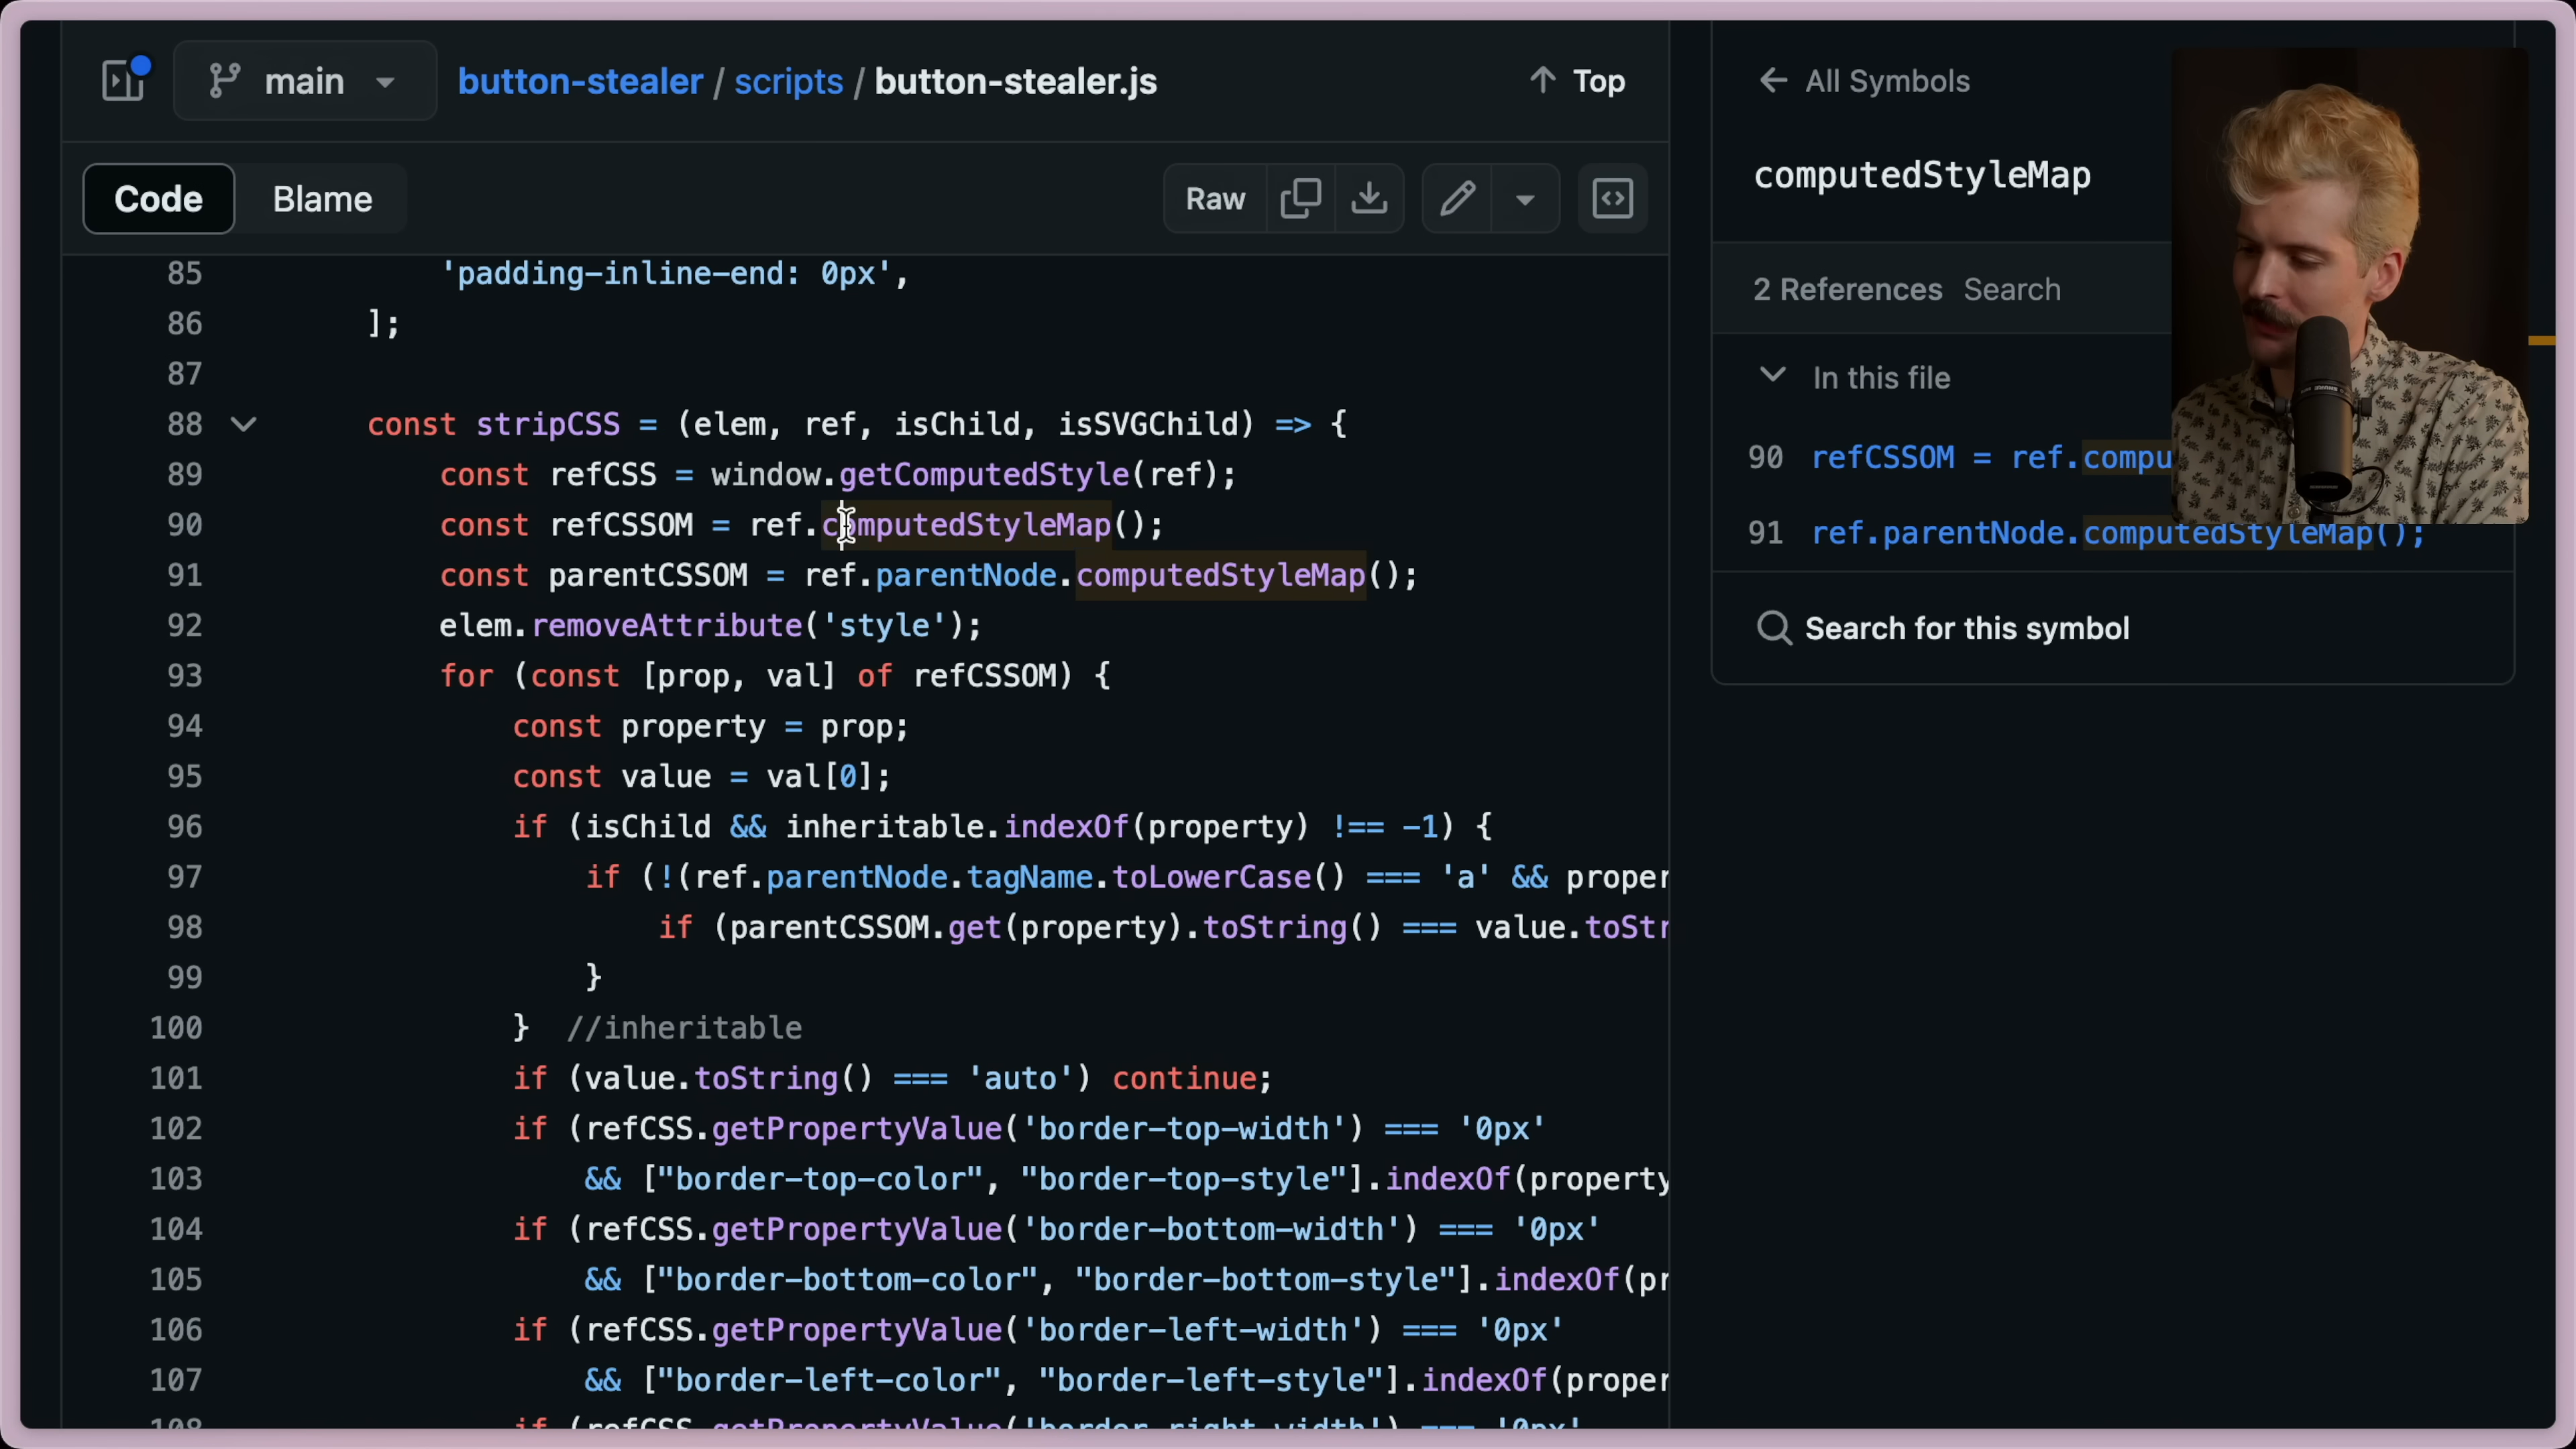 main
button-stealer / scripts / button-stealer.js
Top
Code
Blame
Raw
85 'padding-inline-end: 0px',
86 ];
87
88 const stripCSS = (elem, ref, isChild, isSVGChild) => {
89 const refCSS = window.getComputedStyle(ref);
90 const refCSSOM = ref.computedStyleMap();
91 const parentCSSOM = ref.parentNode.computedStyleMap();
92 elem.removeAttribute('style');
93 for (const [prop, val] of refCSSOM) {
94 const property = prop;
95 const value = val[0];
96 if (isChild && inheritable.indexOf(property) !== -1) {
97 if (!(ref.parentNode.tagName.toLowerCase() === 'a' && proper
98 if (parentCSSOM.get(property).toString() === value.toStr
99 }
100 } //inheritable
101 if (value.toString() === 'auto') continue;
102 if (refCSS.getPropertyValue('border-top-width') === '0px'
103 && ["border-top-color", "border-top-style"].indexOf(property
104 if (refCSS.getPropertyValue('border-bottom-width') === '0px'
105 && ["border-bottom-color", "border-bottom-style"].indexOf(pr
106 if (refCSS.getPropertyValue('border-left-width') === '0px'
107 && ["border-left-color", "border-left-style"].indexOf(proper
108 if (refCSS.getPropertyValue('border-right-width') === '0px'
All Symbols
computedStyleMap
2 References Search
In this file
90 refCSSOM = ref.compu
91 ref.parentNode.computedStyleMap();
Search for this symbol